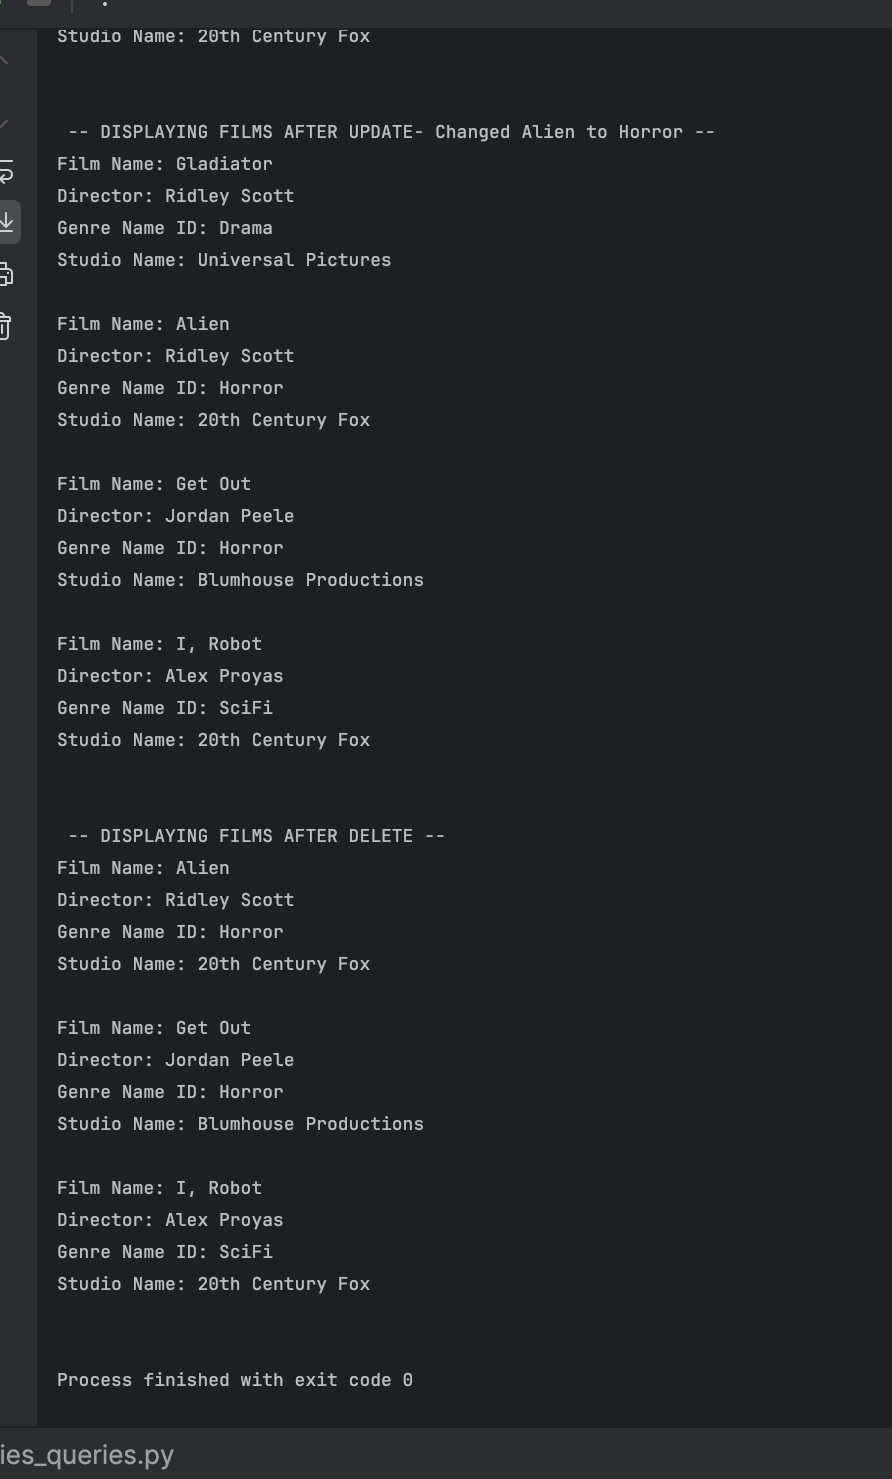 Studio Name: 20th Century Fox
-- DISPLAYING FILMS AFTER UPDATE- Changed Alien to Horror --
Film Name: Gladiator
Director: Ridley Scott
Genre Name ID: Drama
Studio Name: Universal Pictures
Film Name: Alien
Director: Ridley Scott
Genre Name ID: Horror
Studio Name: 20th Century Fox
Film Name: Get Out
Director: Jordan Peele
Genre Name ID: Horror
Studio Name: Blumhouse Productions
Film Name: I, Robot
Director: Alex Proyas
Genre Name ID: SciFi
Studio Name: 20th Century Fox
-- DISPLAYING FILMS AFTER DELETE --
Film Name: Alien
Director: Ridley Scott
Genre Name ID: Horror
Studio Name: 20th Century Fox
Film Name: Get Out
Director: Jordan Peele
Genre Name ID: Horror
Studio Name: Blumhouse Productions
Film Name: I, Robot
Director: Alex Proyas
Genre Name ID: SciFi
Studio Name: 20th Century Fox
Process finished with exit code 0
ies_queries.py